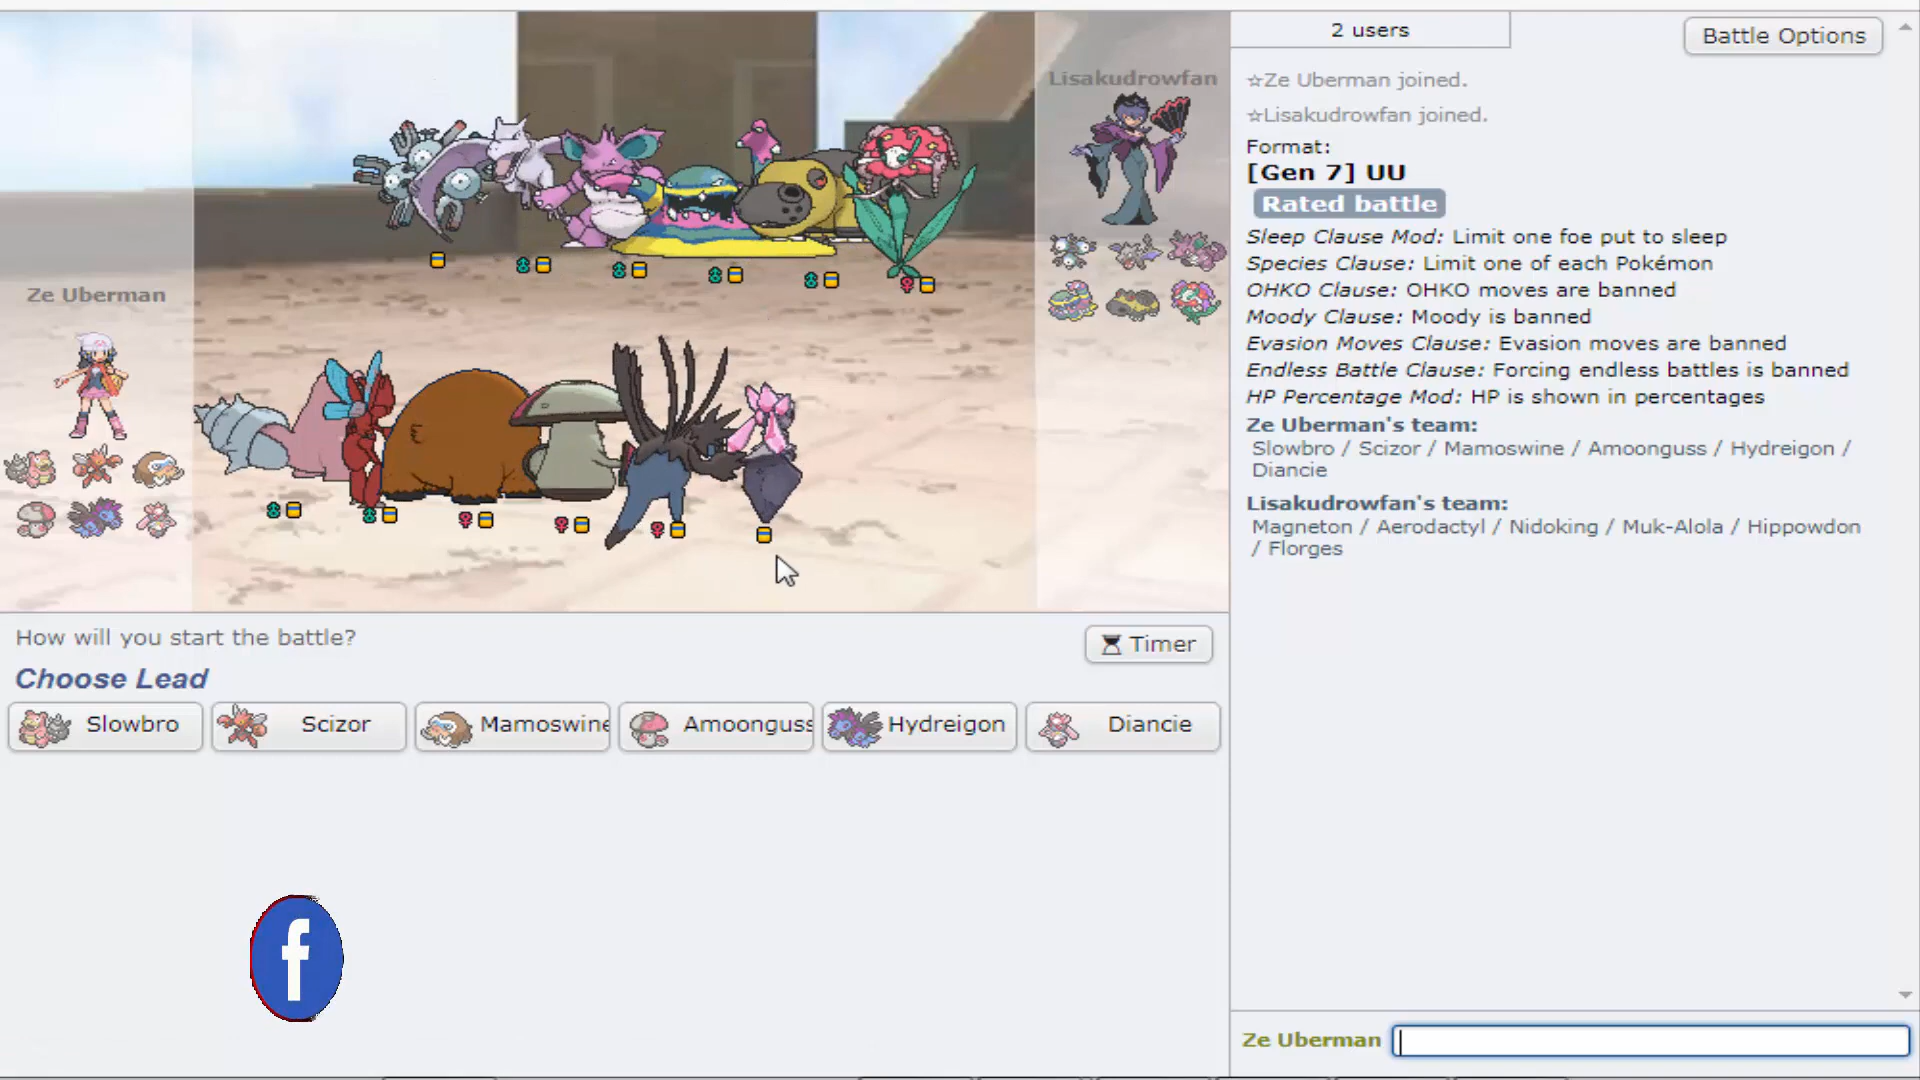 2 users
Battle Options
☆Ze Uberman joined.
☆Lisakudrowfan joined.
Format:
[Gen 7] UU
Rated battle
Sleep Clause Mod: Limit one foe put to sleep
Species Clause: Limit one of each Pokémon
OHKO Clause: OHKO moves are banned
Moody Clause: Moody is banned
Evasion Moves Clause: Evasion moves are banned
Endless Battle Clause: Forcing endless battles is banned
HP Percentage Mod: HP is shown in percentages
Ze Uberman's team:
Slowbro / Scizor / Mamoswine / Amoonguss / Hydreigon /
Diancie
Lisakudrowfan's team:
Magneton / Aerodactyl / Nidoking / Muk-Alola / Hippowdon
/ Florges
Lisakudrowfan
Ze Uberman
How will you start the battle?
Timer
Choose Lead
Slowbro
Scizor
Mamoswine
Amoonguss
Hydreigon
Diancie
f
Ze Uberman